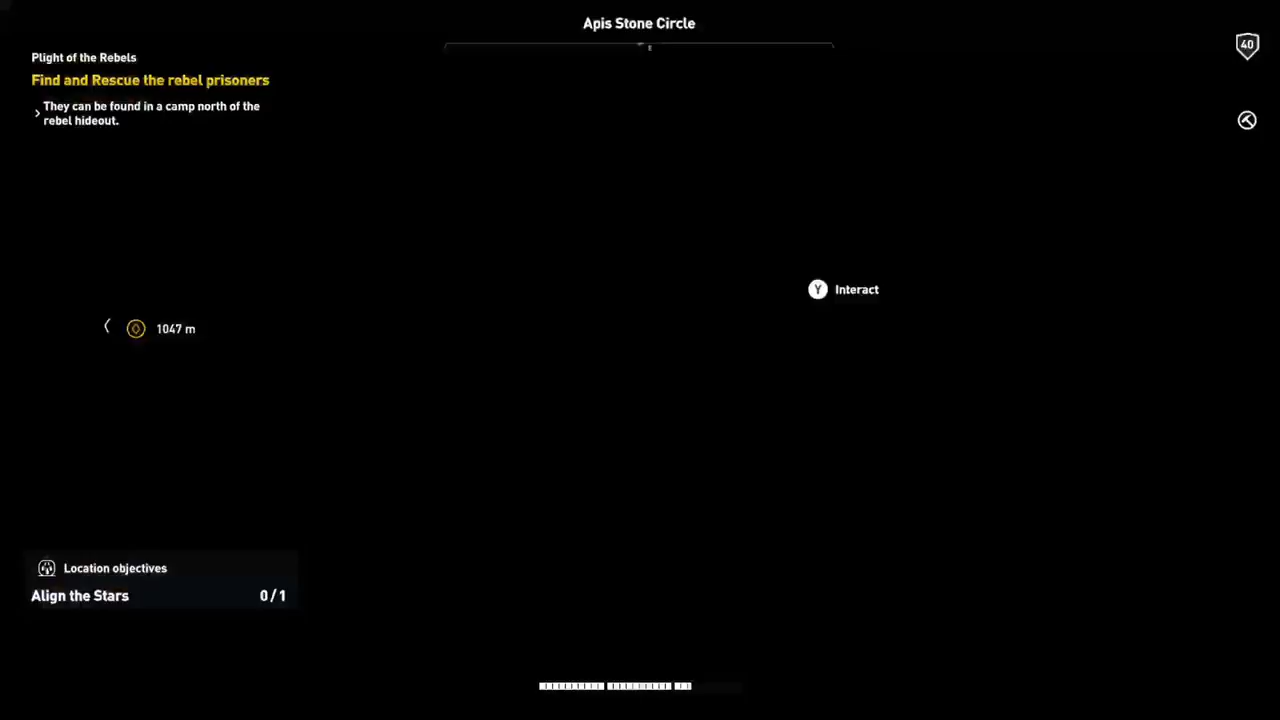 Apis Stone Circle
40
Plight of the Rebels
Find and Rescue the rebel prisoners
They can be found in a camp north of the
rebel hideout.
Y Interact
1047 m
Location objectives
Align the Stars 0/1